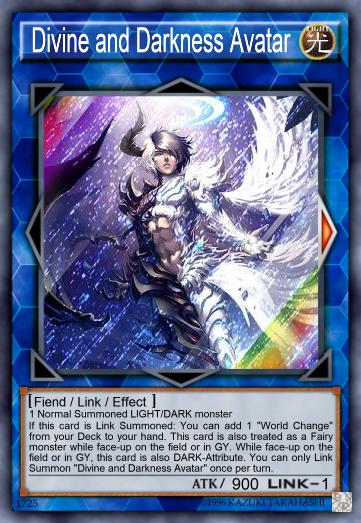 Divine and Darkness Avatar
LIGHT
光
[ Fiend / Link / Effect ]
1 Normal Summoned LIGHT/DARK monster
If this card is Link Summoned: You can add 1 "World Change"
from your Deck to your hand. This card is also treated as a Fairy
monster while face-up on the field or in GY. While face-up on the
field or in GY, this card is also DARK-Attribute. You can only Link
Summon "Divine and Darkness Avatar" once per turn.
ATK/ 900 LINK-1
1725 ©1996 KAZUKI TAKAHASHI